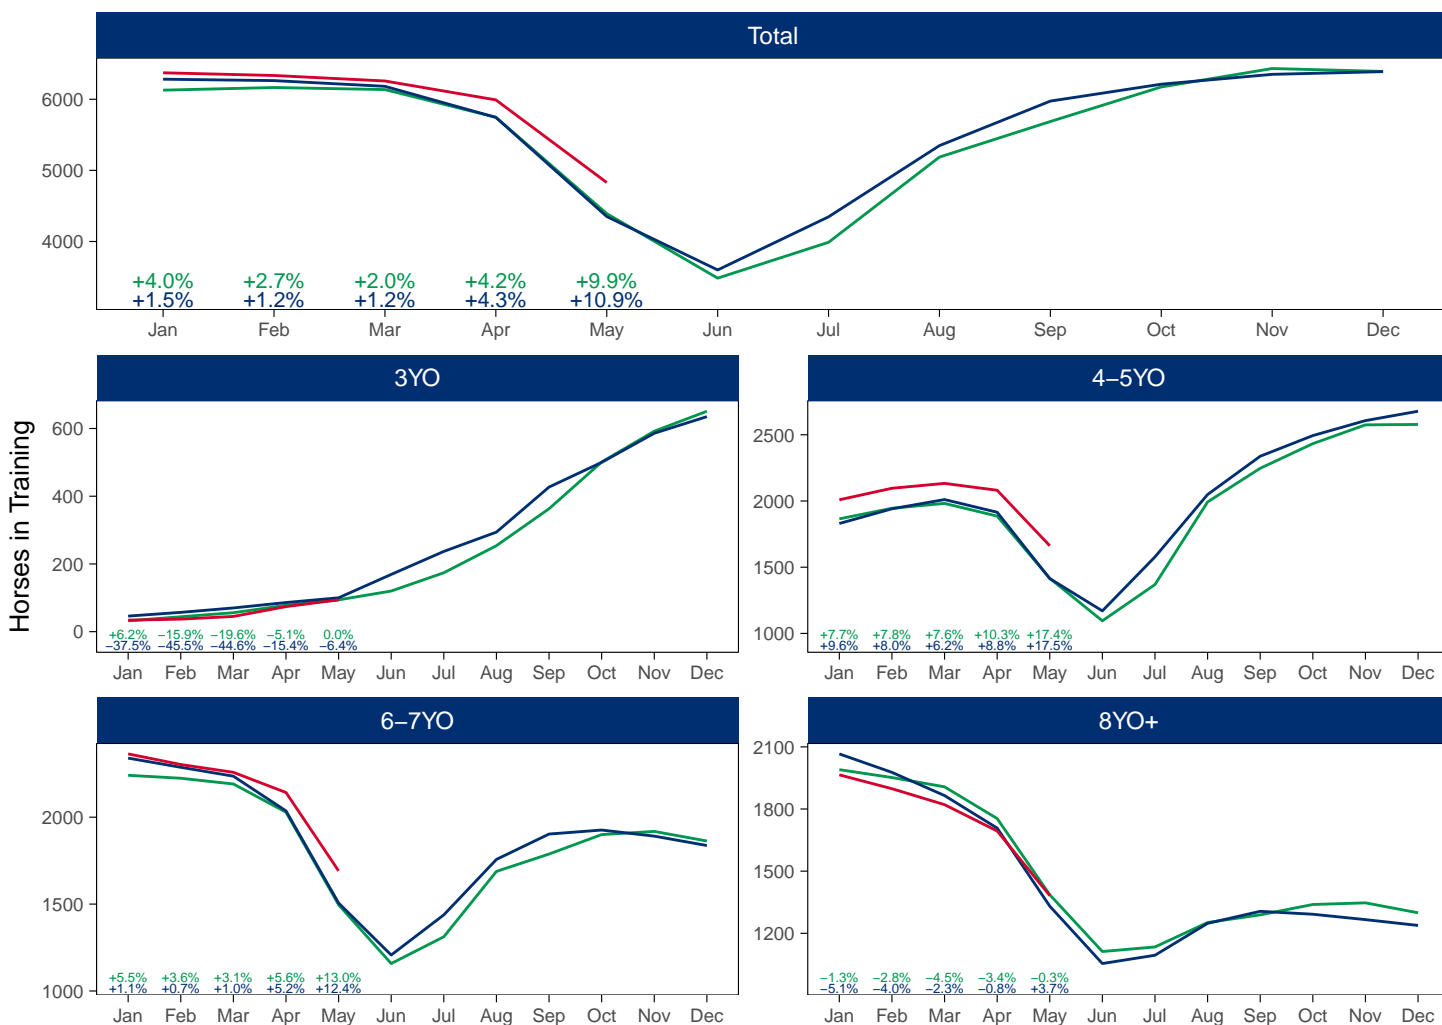 Total
6000
5000
4000
+4.0% +2.7% +2.0% +4.2% +9.9%
+1.5% +1.2% +1.2% +4.3% +10.9%
Jan Feb Mar Apr May Jun Jul Aug Sep Oct Nov Dec
Horses in Training
3YO
600
400
200
0
+6.2% −15.9% −19.6% −5.1% 0.0%
−37.5% −45.5% −44.6% −15.4% −6.4%
Jan Feb Mar Apr May Jun Jul Aug Sep Oct Nov Dec
4−5YO
2500
2000
1500
1000
+7.7% +7.8% +7.6% +10.3% +17.4%
+9.6% +8.0% +6.2% +8.8% +17.5%
Jan Feb Mar Apr May Jun Jul Aug Sep Oct Nov Dec
6−7YO
2000
1500
1000
+5.5% +3.6% +3.1% +5.6% +13.0%
+1.1% +0.7% +1.0% +5.2% +12.4%
Jan Feb Mar Apr May Jun Jul Aug Sep Oct Nov Dec
8YO+
2100
1800
1500
1200
−1.3% −2.8% −4.5% −3.4% −0.3%
−5.1% −4.0% −2.3% −0.8% +3.7%
Jan Feb Mar Apr May Jun Jul Aug Sep Oct Nov Dec